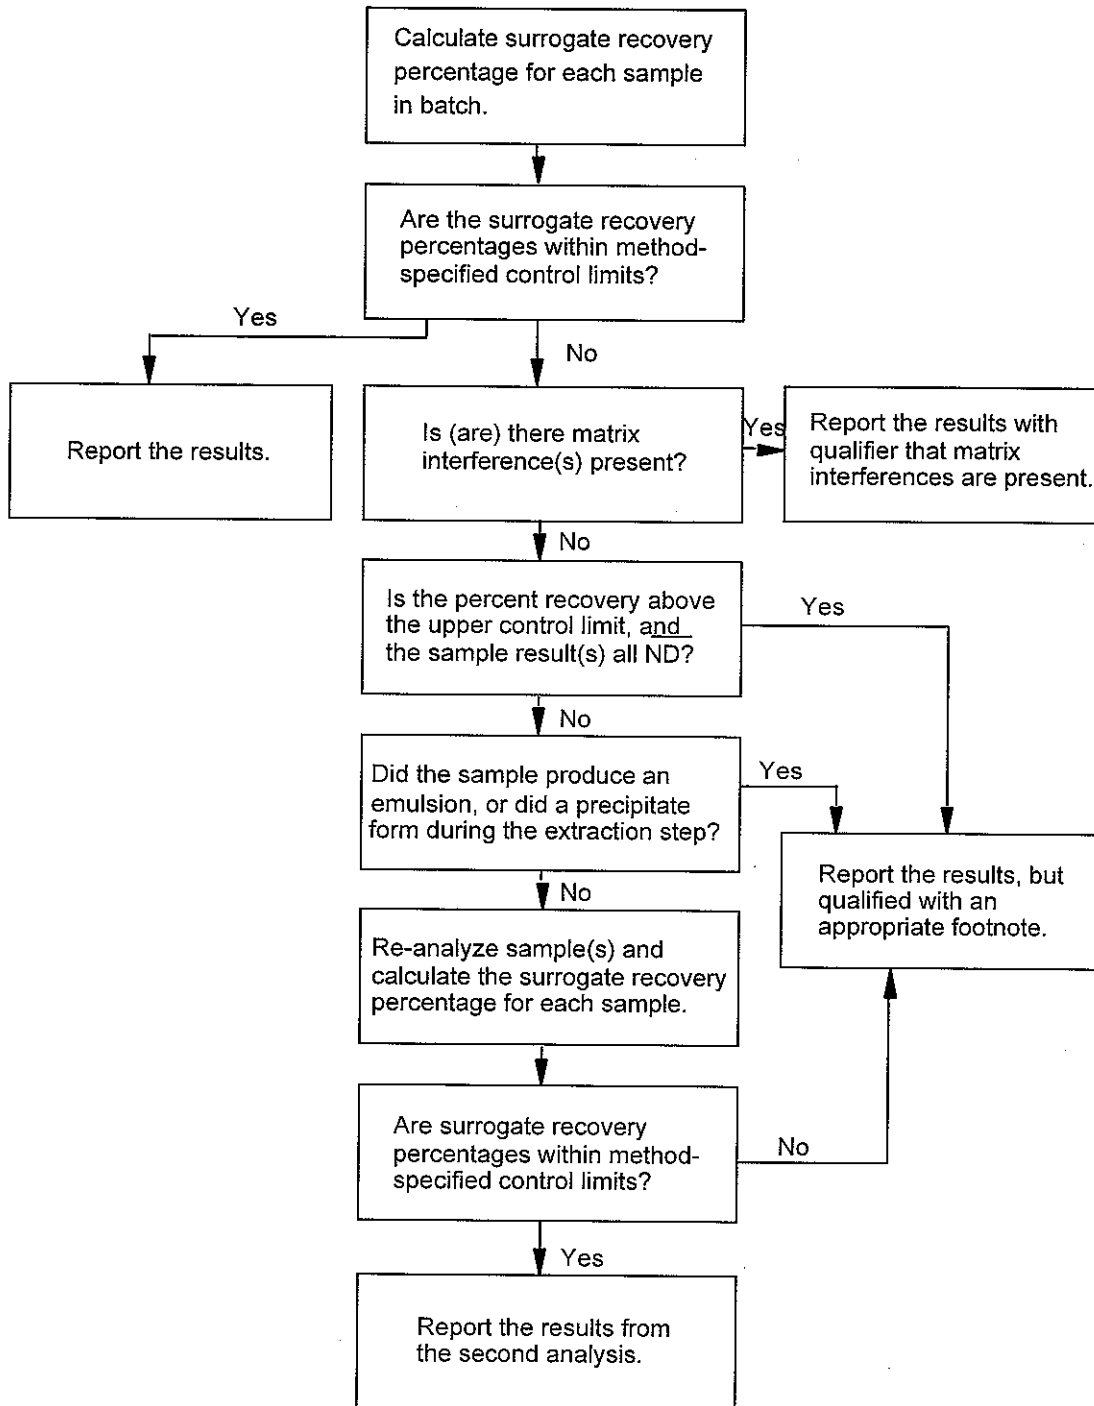 Calculate surrogate recovery
percentage for each sample
in batch.
Are the surrogate recovery
percentages within method-
specified control limits?
Yes
No
Report the results.
Is (are) there matrix
interference(s) present?
Yes
Report the results with
qualifier that matrix
interferences are present.
No
Is the percent recovery above
the upper control limit, and
the sample result(s) all ND?
Yes
No
Did the sample produce an
emulsion, or did a precipitate
form during the extraction step?
Yes
Report the results, but
qualified with an
appropriate footnote.
No
Re-analyze sample(s) and
calculate the surrogate recovery
percentage for each sample.
Are surrogate recovery
percentages within method-
specified control limits?
No
Yes
Report the results from
the second analysis.